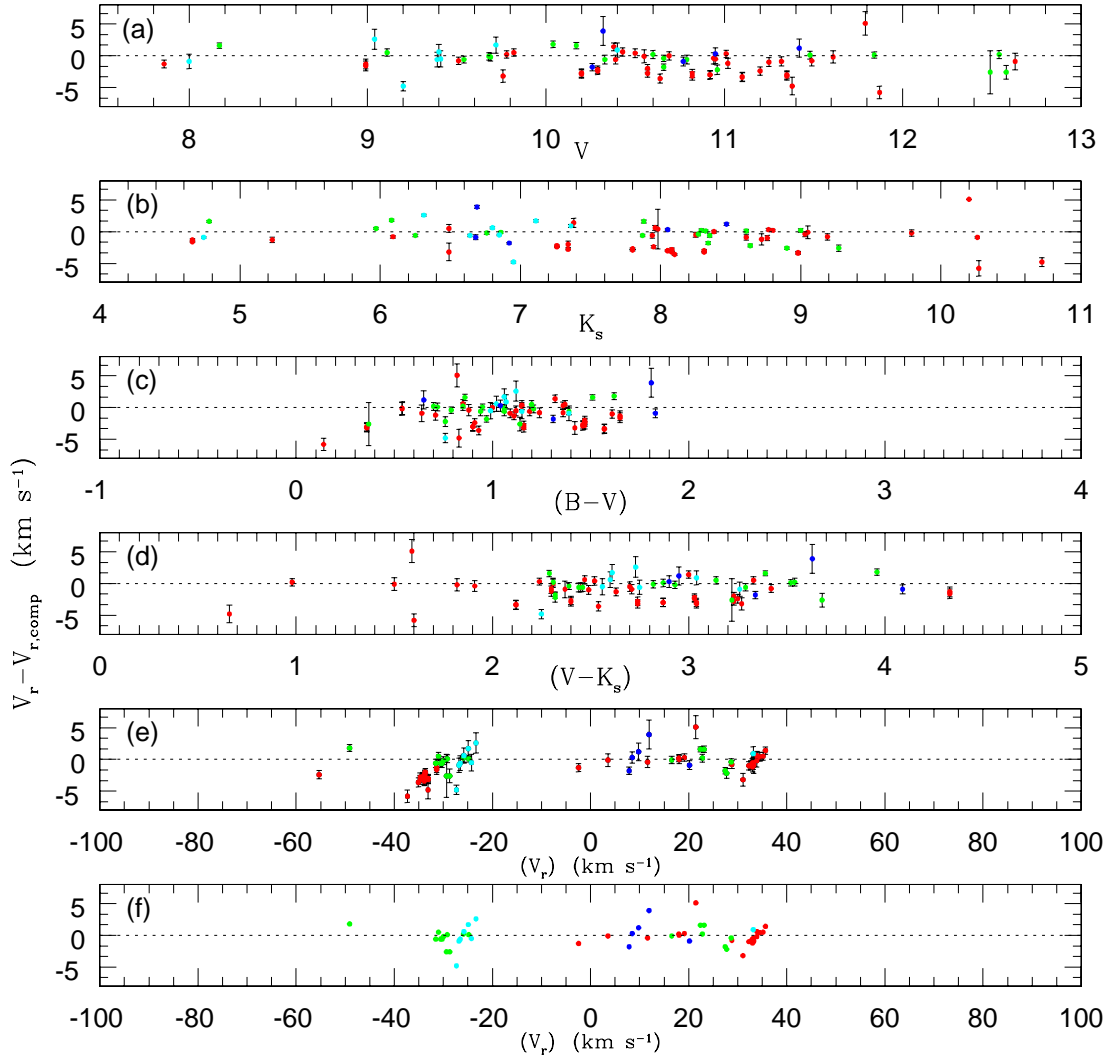 (a)
5
0
-5
8 9 10 11 12 13
V
(b)
5
0
-5
4 5 6 7 8 9 10 11
K_s
(c)
5
0
-5
-1 0 1 2 3 4
(B−V)
(d)
5
0
-5
0 1 2 3 4 5
(V−K_s)
(e)
5
0
-5
-100 -80 -60 -40 -20 0 20 40 60 80 100
(V_r) (km s⁻¹)
(f)
5
0
-5
-100 -80 -60 -40 -20 0 20 40 60 80 100
(V_r) (km s⁻¹)
V_r−V_r,comp (km s⁻¹)